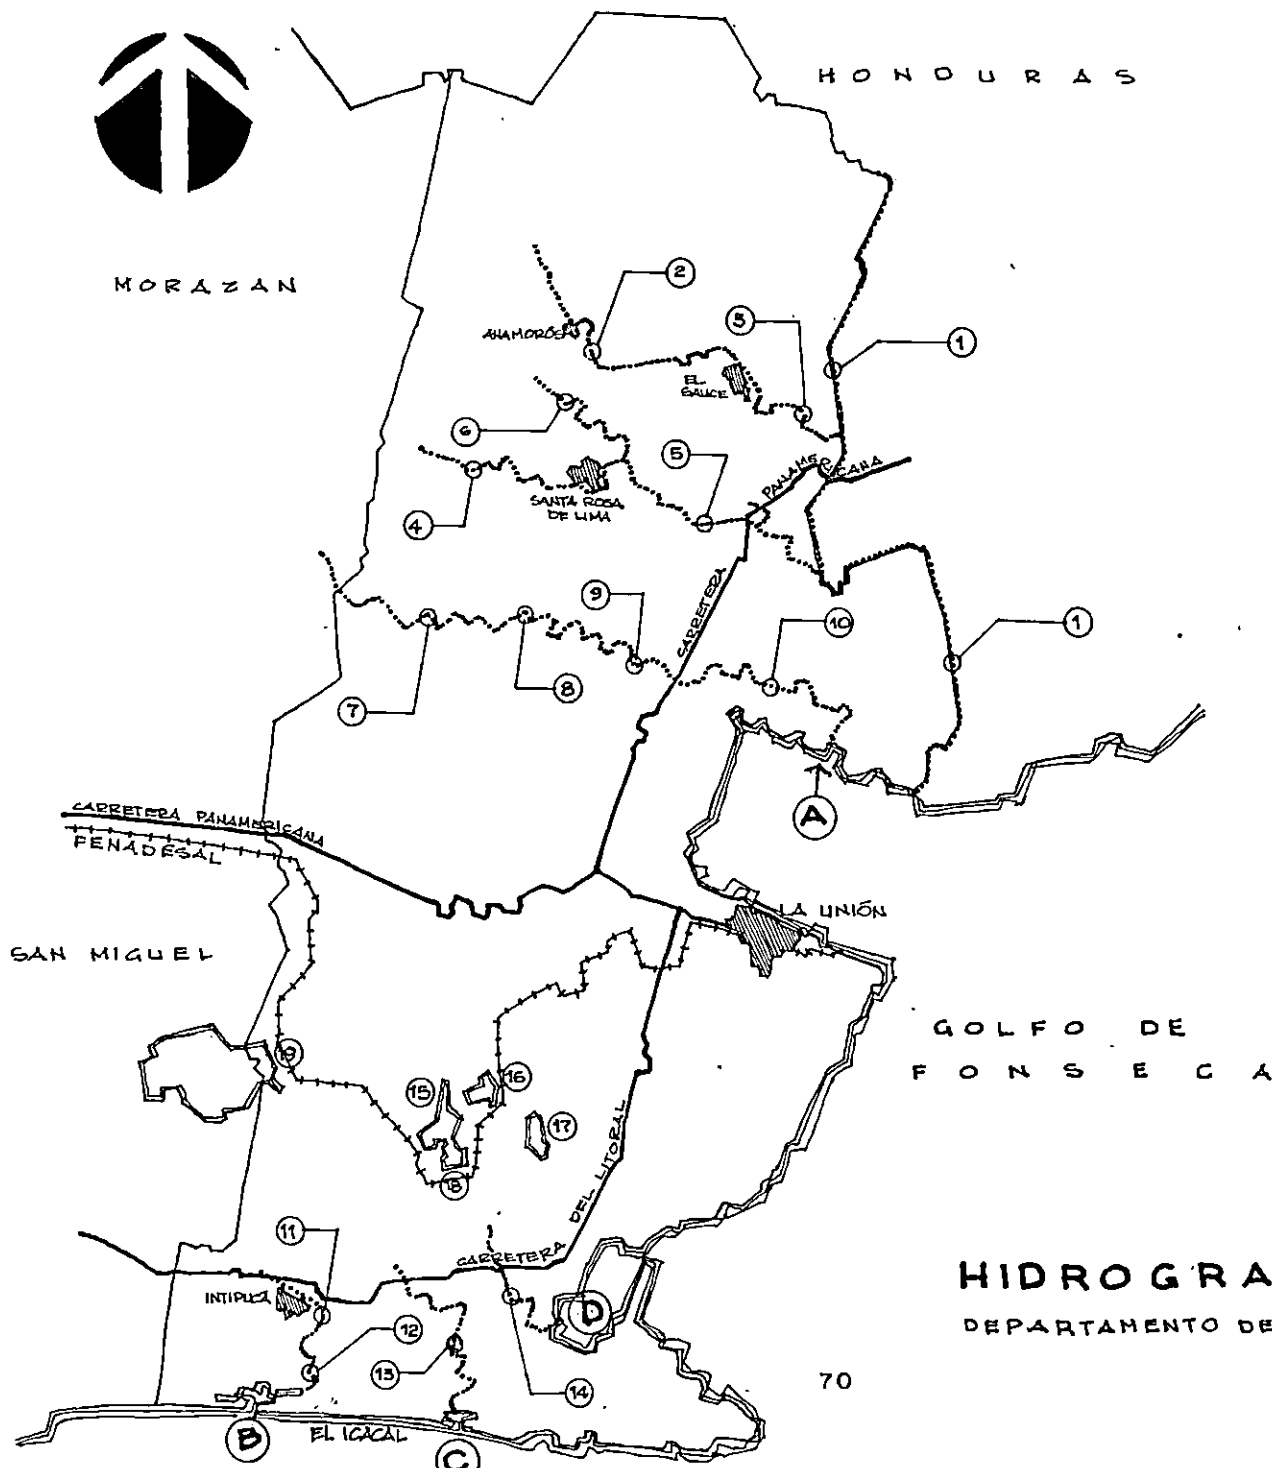 HONDURAS
MORAZAN
2
3
1
ANAMORÓS
EL
SAUCE
6
5
4
SANTA ROSA
DE LIMA
PANAMERICANA
CARRETERA
9
10
1
7
8
A
CARRETERA PANAMERICANA
FENADESAL
LA UNIÓN
SAN MIGUEL
GOLFO DE
FONSECA
19
15
16
17
18
DEL LITORAL
CARRETERA
11
INTIPUCA
D
HIDROGRA
DEPARTAMENTO DE
12
13
14
70
B
EL ICACAL
C